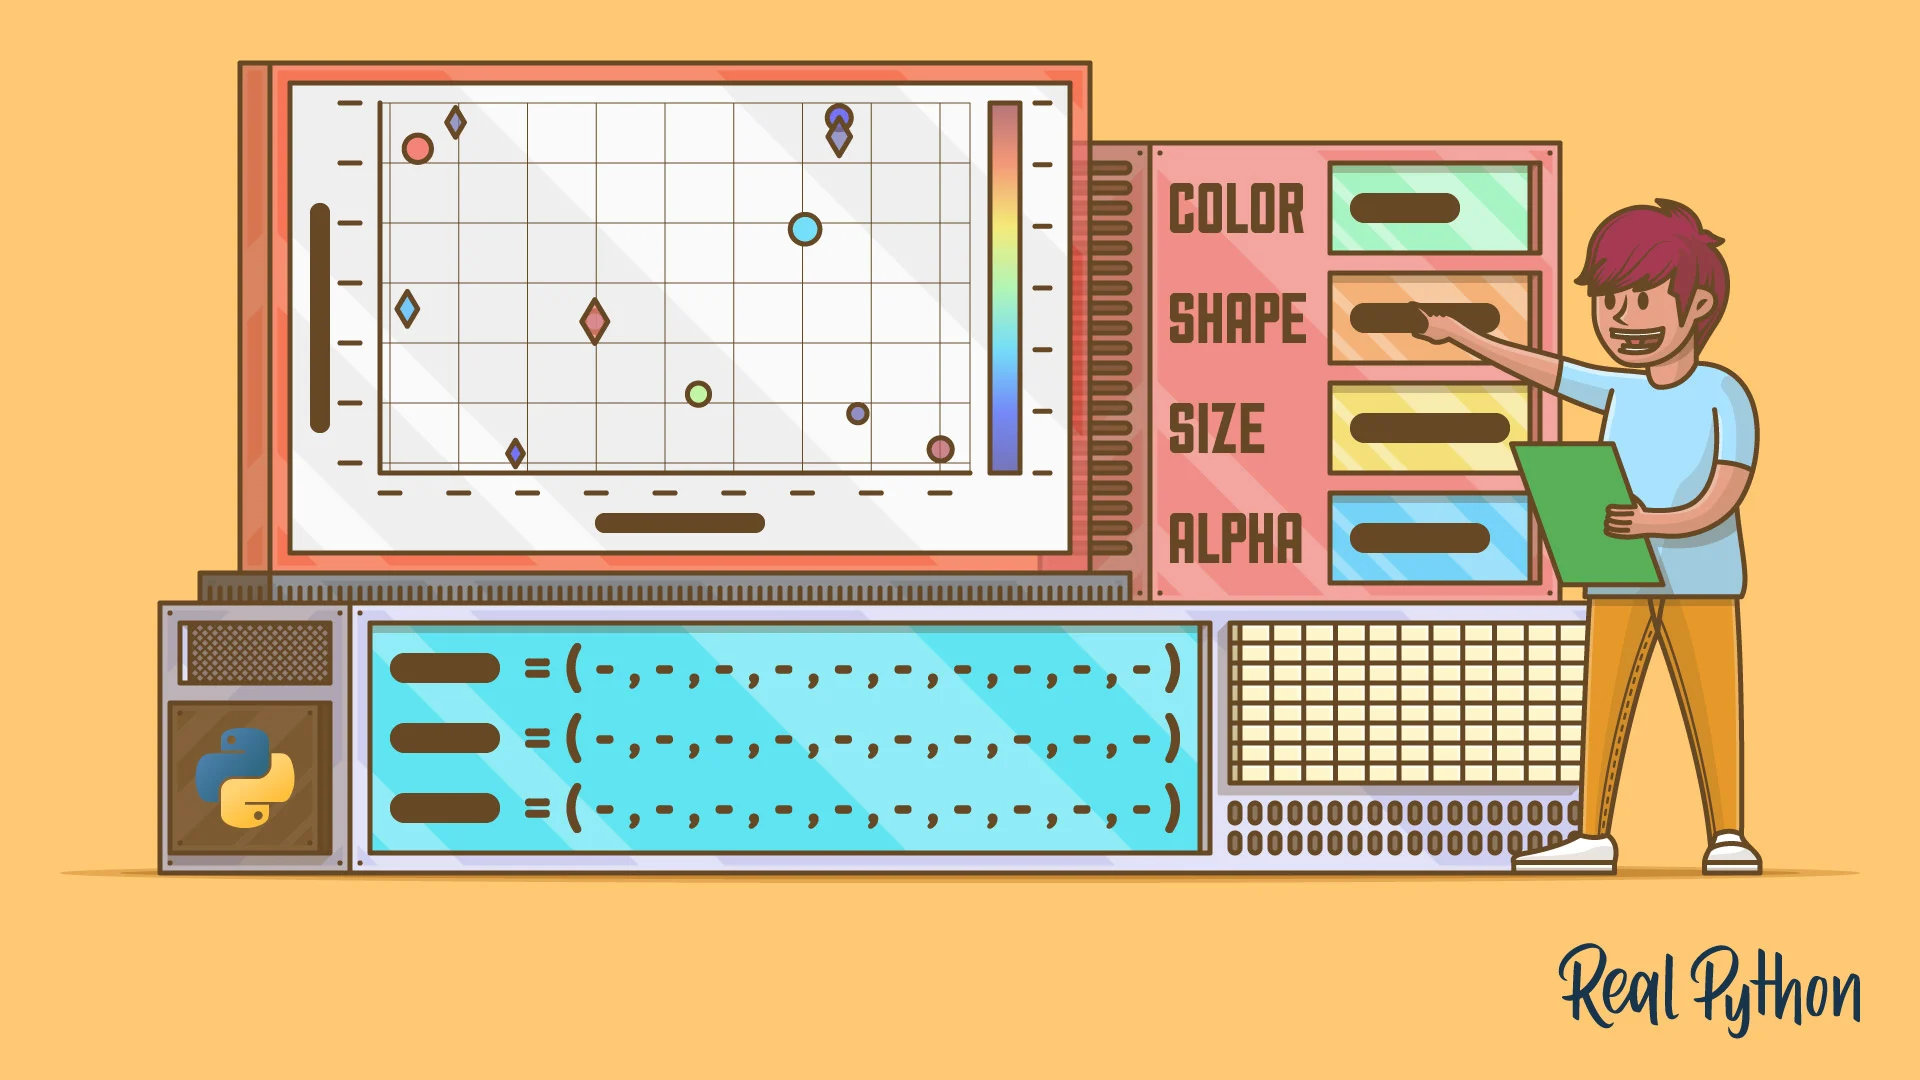 COLOR
SHAPE
SIZE
ALPHA
= ( - , - , - , - , - , - , - , - , - , - )
= ( - , - , - , - , - , - , - , - , - , - )
= ( - , - , - , - , - , - , - , - , - , - )
Real Python